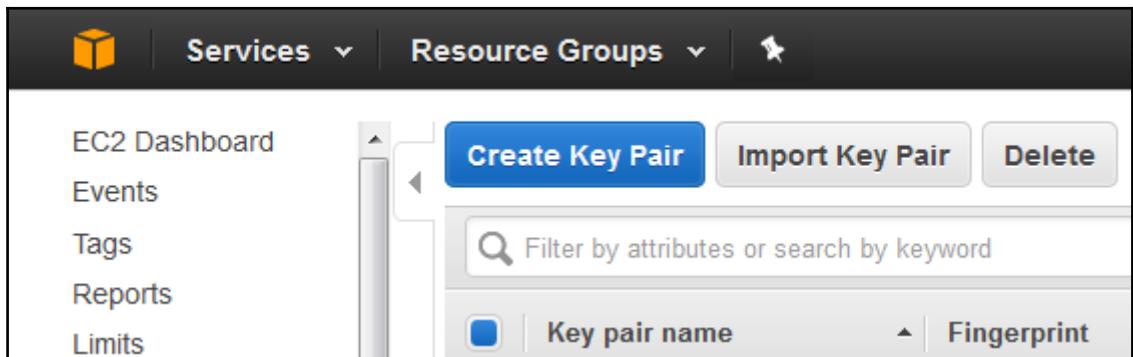 Services Resource Groups
EC2 Dashboard
Events
Tags
Reports
Limits
Create Key Pair Import Key Pair Delete
Filter by attributes or search by keyword
Key pair name Fingerprint